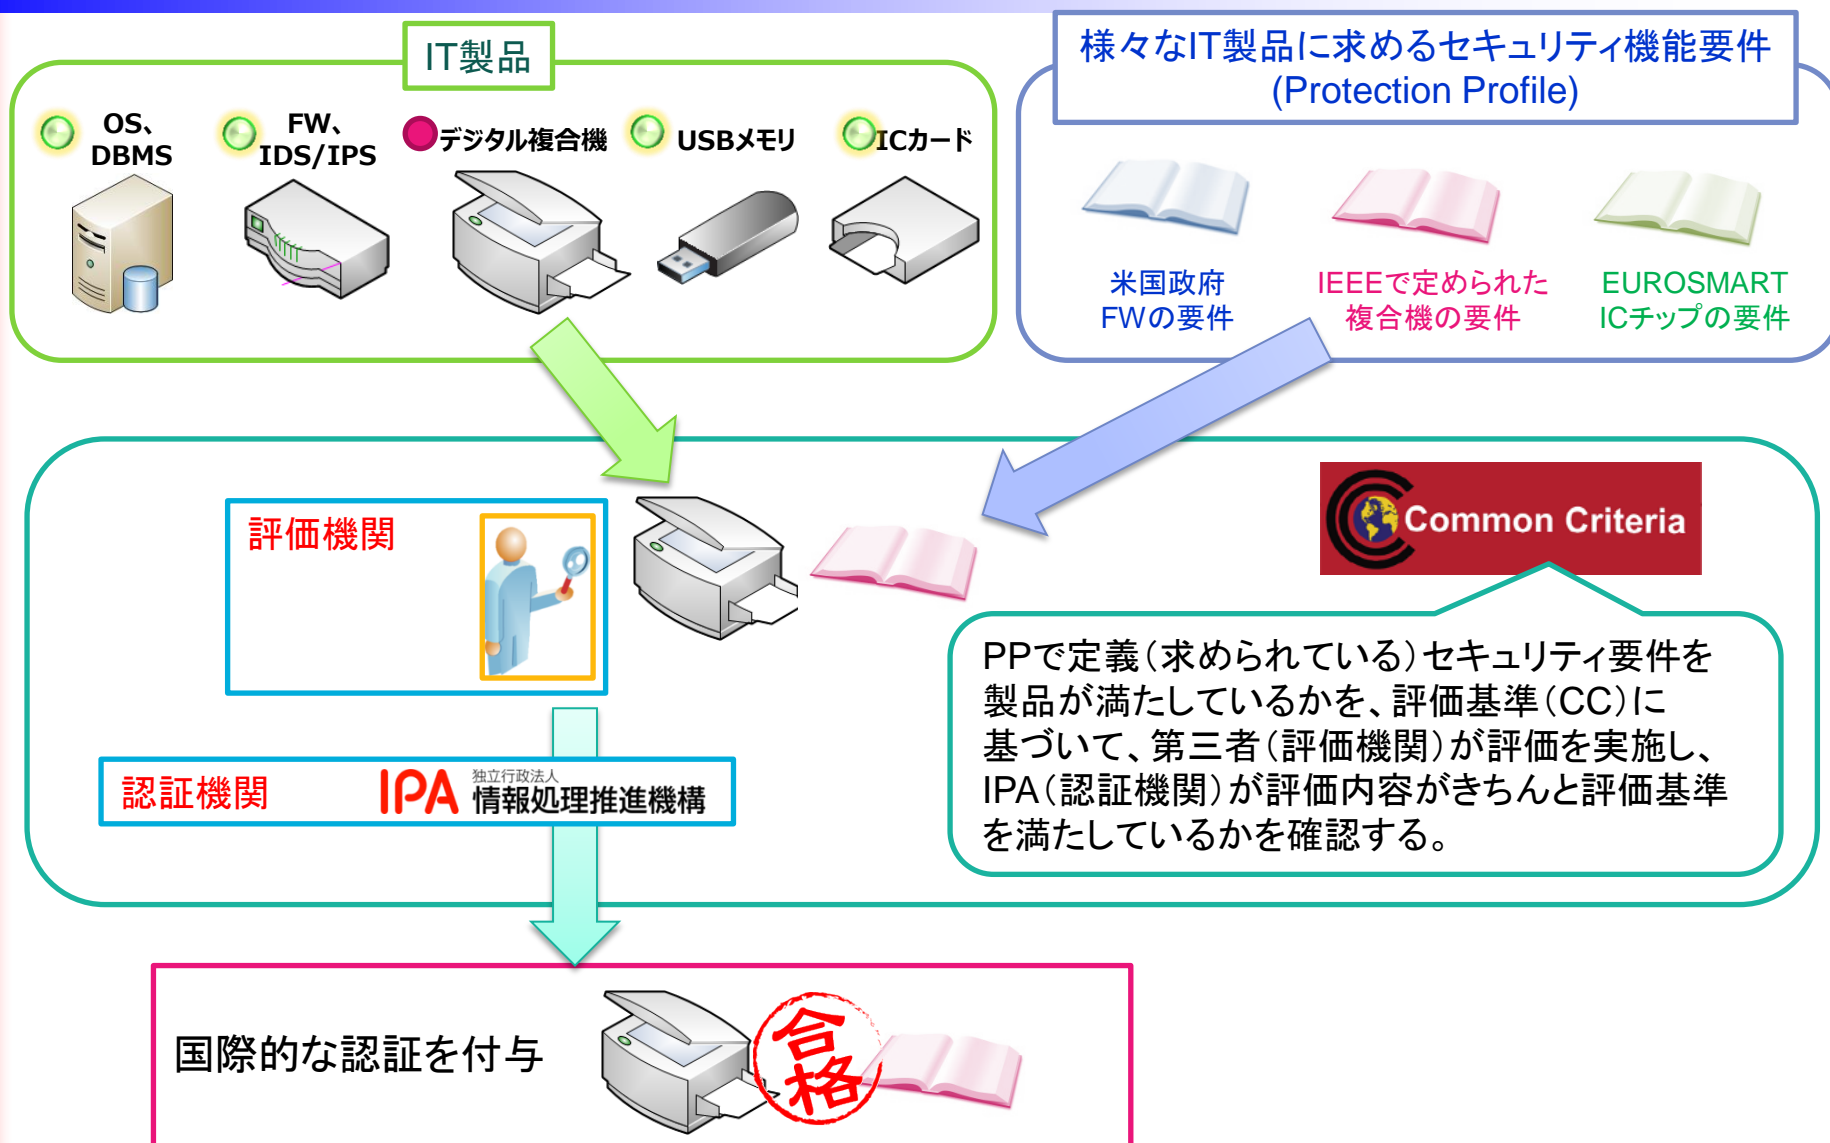 IT製品
様々なIT製品に求めるセキュリティ機能要件
(Protection Profile)
OS、
DBMS
FW、
IDS/IPS
デジタル複合機
USBメモリ
ICカード
米国政府
FWの要件
IEEEで定められた
複合機の要件
EUROSMART
ICチップの要件
評価機関
Common Criteria
PPで定義(求められている)セキュリティ要件を
製品が満たしているかを、評価基準(CC)に
基づいて、第三者(評価機関)が評価を実施し、
IPA(認証機関)が評価内容がきちんと評価基準
を満たしているかを確認する。
認証機関
IPA
独立行政法人
情報処理推進機構
国際的な認証を付与
合格